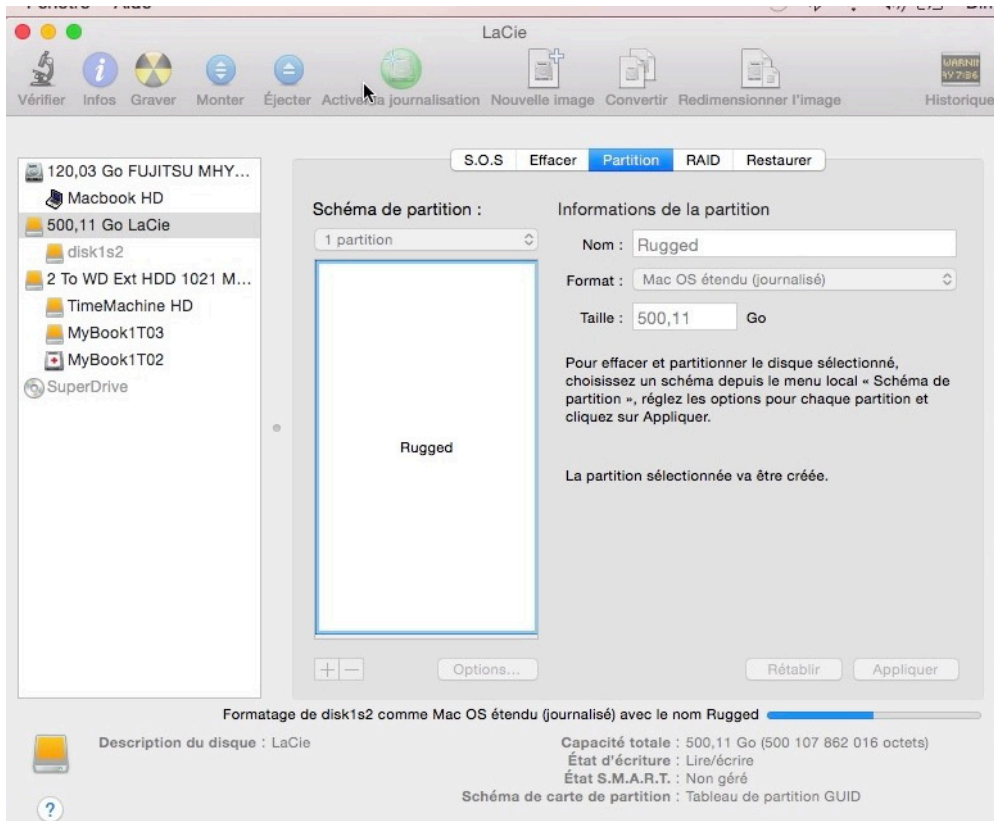 LaCie
Vérifier Infos Graver Monter Éjecter Activer la journalisation Nouvelle image Convertir Redimensionner l'image Historique
120,03 Go FUJITSU MHY...
Macbook HD
500,11 Go LaCie
disk1s2
2 To WD Ext HDD 1021 M...
TimeMachine HD
MyBook1T03
MyBook1T02
SuperDrive
S.O.S Effacer Partition RAID Restaurer
Schéma de partition :
1 partition
Rugged
Options...
Informations de la partition
Nom : Rugged
Format : Mac OS étendu (journalisé)
Taille : 500,11 Go
Pour effacer et partitionner le disque sélectionné,
choisissez un schéma depuis le menu local « Schéma de
partition », réglez les options pour chaque partition et
cliquez sur Appliquer.
La partition sélectionnée va être créée.
Rétablir Appliquer
Formatage de disk1s2 comme Mac OS étendu (journalisé) avec le nom Rugged
Description du disque : LaCie
Capacité totale : 500,11 Go (500 107 862 016 octets)
État d'écriture : Lire/écrire
État S.M.A.R.T. : Non géré
Schéma de carte de partition : Tableau de partition GUID
?